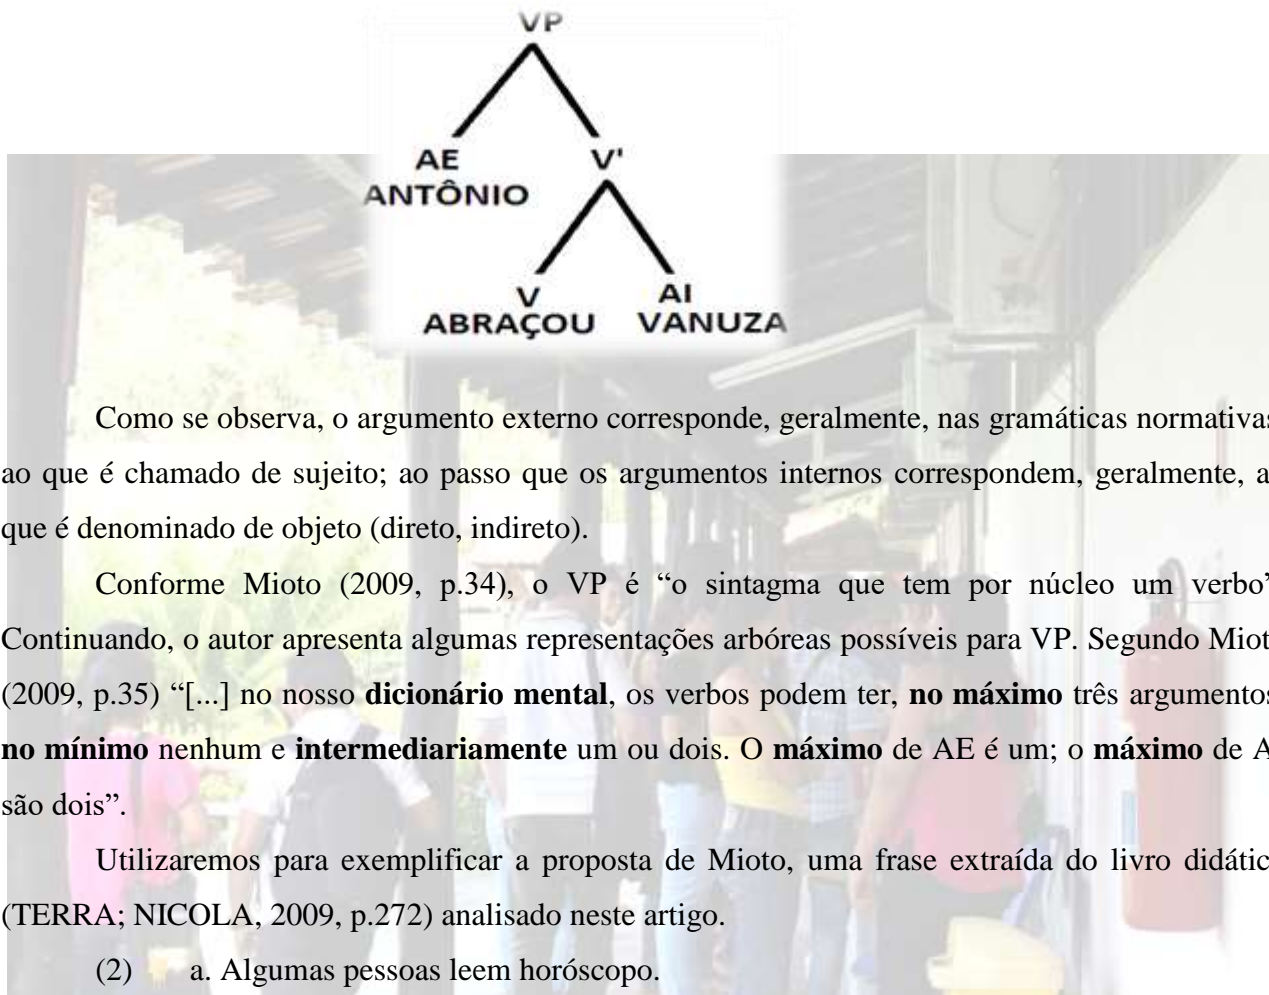 VP
AE V'
ANTÔNIO
V AI
ABRAÇOU VANUZA
Como se observa, o argumento externo corresponde, geralmente, nas gramáticas normativas
ao que é chamado de sujeito; ao passo que os argumentos internos correspondem, geralmente, a
que é denominado de objeto (direto, indireto).
Conforme Mioto (2009, p.34), o VP é “o sintagma que tem por núcleo um verbo”
Continuando, o autor apresenta algumas representações arbóreas possíveis para VP. Segundo Miot
(2009, p.35) “[...] no nosso dicionário mental, os verbos podem ter, no máximo três argumentos
no mínimo nenhum e intermediariamente um ou dois. O máximo de AE é um; o máximo de A
são dois”.
Utilizaremos para exemplificar a proposta de Mioto, uma frase extraída do livro didátic
(TERRA; NICOLA, 2009, p.272) analisado neste artigo.
(2) a. Algumas pessoas leem horóscopo.